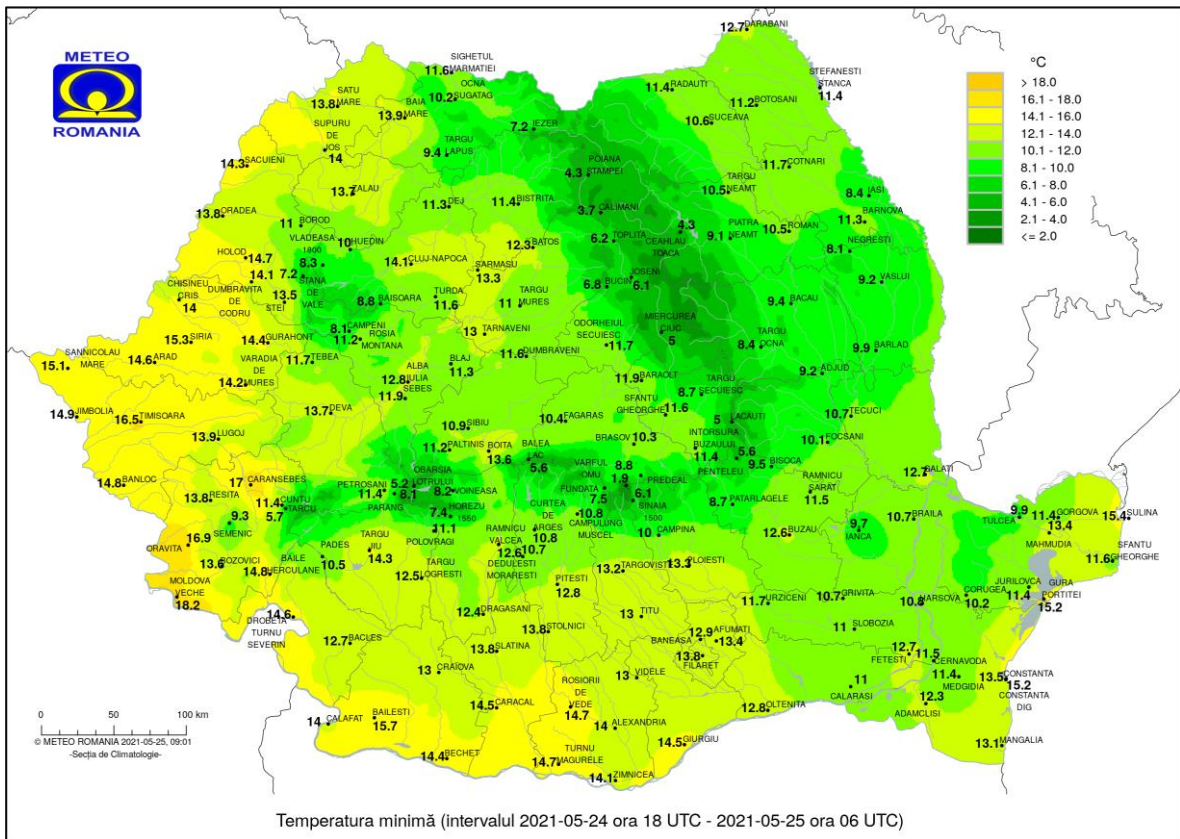 METEO
ROMANIA
°C
> 18.0
16.1 - 18.0
14.1 - 16.0
12.1 - 14.0
10.1 - 12.0
8.1 - 10.0
6.1 - 8.0
4.1 - 6.0
2.1 - 4.0
<= 2.0
12.7 DARABANI
SIGHETUL
11.6 MARMATIEI
OCNA
10.2 SUGATAG
11.4 RADAUTI
STEFANESTI
STANCA
11.4
SATU
13.8 MARE
BAIA
13.9 MARE
11.2 BOTOSANI
10.6 SUCEAVA
SUPURU
DE
JOS
14
7.2 IEZER
TARGU
9.4 LAPUS
14.3 SACUIENI
POIANA
4.3 STAMPEI
11.7 COTNARI
13.7 ZALAU
TARGU
10.5 NEAMT
8.4 IASI
11.3 DEJ
11.4 BISTRITA
3.7 CALIMANI
13.8 ORADEA
11 BOROD
11.3 BARNOVA
VLADEASA
1800
8.3
10 HUEDIN
12.3 BATOS
6.2 TOPLITA
4.3
CEAHLAU
TOACA
PIATRA
9.1 NEAMT
10.5 ROMAN
8.1 NEGRESTI
HOLOD
14.7
14.1
DUMBRAVITA
DE
CODRU
7.2 STANA
DE
VALE
14.1 CLUJ-NAPOCA
SARMASU
13.3
JOSENI
6.1
6.8 BUCIN
9.2 VASLUI
CHISINEU
CRIS
14
13.5
STEI
8.8 BAISOARA
TURDA
11.6
TARGU
11 MURES
9.4 BACAU
8.1 CAMPENI
11.2 ROSIA
MONTANA
13 TARNAVENI
ODORHEIUL
SECUIESC
11.7
MIERCUREA
CIUC
5
TARGU
8.4 OCNA
15.3 SIRIA
14.4 GURAHONT
SANNICOLAU
MARE
15.1
14.6 ARAD
VARADIA
DE
14.2 MURES
11.7 TEBEA
BLAJ
11.3
11.6 DUMBRAVENI
9.9 BARLAD
ALBA
12.8 IULIA
11.9 SEBES
11.9 BARAOLT
TARGU
8.7 SECUIESC
9.2 ADJUD
14.9 JIMBOLIA
16.5 TIMISOARA
13.7 DEVA
SFANTU
GHEORGHE 11.6
10.7 TECUCI
10.9 SIBIU
10.4 FAGARAS
5 LACAUTI
13.9 LUGOJ
11.2 PALTINIS
BOITA
13.6
BALEA
LAC
5.6
BRASOV 10.3
INTORSURA
BUZAULUI
11.4
5.6
PENTELEU
10.1 FOCSANI
9.5 BISOCA
14.8 BANLOC
17 CARANSEBES
13.8 RESITA
11.4 CUNTU
TARCU
5.7
PETROSANI
11.4
OBARSIA
5.2 LOTRULUI
8.1
PARANG
8.2 VOINEASA
VARFUL
OMU
1.9
8.8
PREDEAL
FUNDATA
7.5
6.1
SINAIA
1500
RAMNICU
SARAT
11.5
12.7 GALATI
9.3
SEMENIC
7.4 HOREZU
1550
11.1
POLOVRAGI
CURTEA
DE
ARGES
10.8
10.8
CAMPULUNG
MUSCEL
8.7 PATARLAGELE
10 CAMPINA
12.6 BUZAU
9.7
IANCA
10.7 BRAILA
9.9
TULCEA
11.4 GORGOVA
13.4
MAHMUDIA
15.4 SULINA
16.9
ORAVITA
13.6 BOZOVICI
BAILE
14.8 HERCULANE
PADES
10.5
TARGU
JIU
14.3
RAMNICU
VALCEA
12.6
10.7
DEDULESTI
MORARESTI
SFANTU
11.6 GHEORGHE
MOLDOVA
VECHE
18.2
12.5 TARGU
LOGRESTI
PITESTI
12.8
13.2 TARGOVISTE
13.3 PLOIESTI
JURILOVCA
11.4
GURA
PORTITEI
15.2
CORUGEA
10.2
14.6
DROBETA
TURNU
SEVERIN
12.4 DRAGASANI
13 TITU
11.7 URZICENI
10.7 GRIVITA
10.8 HARSOVA
12.7 BACLES
13.8 STOLNICI
13.8 SLATINA
12.9 AFUMATI
13.4
BANEASA
13.8
FILARET
11 SLOBOZIA
12.7
FETESTI
11.5
CERNAVODA
11.4
MEDGIDIA
13 CRAIOVA
13 VIDELE
11
CALARASI
13.5 CONSTANTA
15.2
CONSTANTA
DIG
ROSIORII
DE
VEDE
14.7
14.5 CARACAL
12.8 OLTENITA
12.3
ADAMCLISI
14 CALAFAT
BAILESTI
15.7
14 ALEXANDRIA
14.5 GIURGIU
13.1 MANGALIA
14.4 BECHET
TURNU
14.7 MAGURELE
14.1 ZIMNICEA
0 50 100 km
© METEO ROMANIA 2021-05-25, 09:01
-Secția de Climatologie-
Temperatura minimă (intervalul 2021-05-24 ora 18 UTC - 2021-05-25 ora 06 UTC)